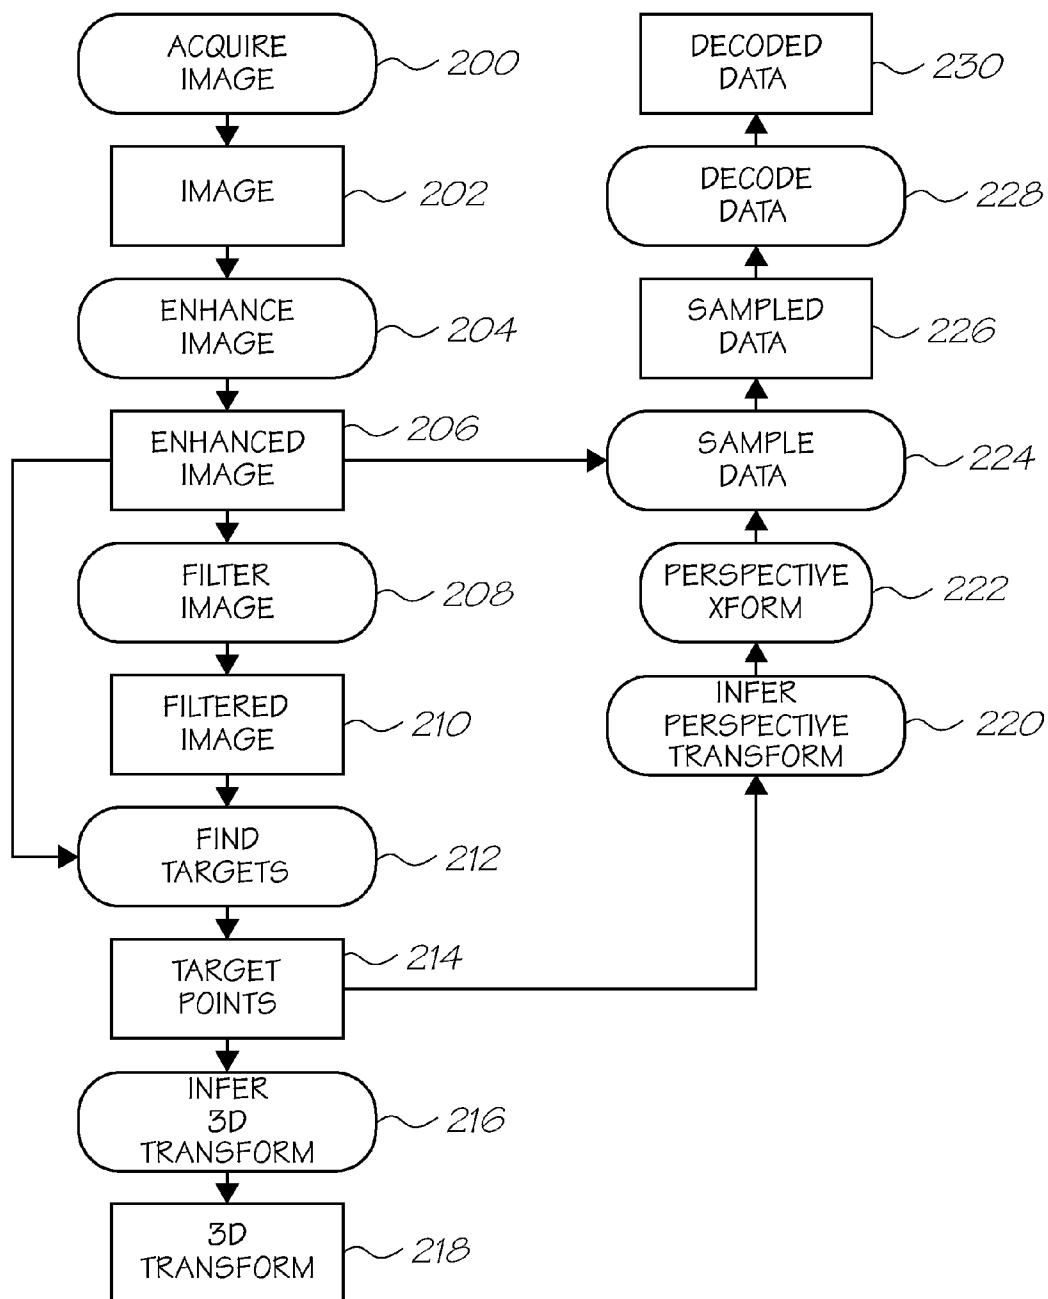 ACQUIRE
IMAGE
200
IMAGE
202
ENHANCE
IMAGE
204
ENHANCED
IMAGE
206
FILTER
IMAGE
208
FILTERED
IMAGE
210
FIND
TARGETS
212
TARGET
POINTS
214
INFER
3D
TRANSFORM
216
3D
TRANSFORM
218
DECODED
DATA
230
DECODE
DATA
228
SAMPLED
DATA
226
SAMPLE
DATA
224
PERSPECTIVE
XFORM
222
INFER
PERSPECTIVE
TRANSFORM
220